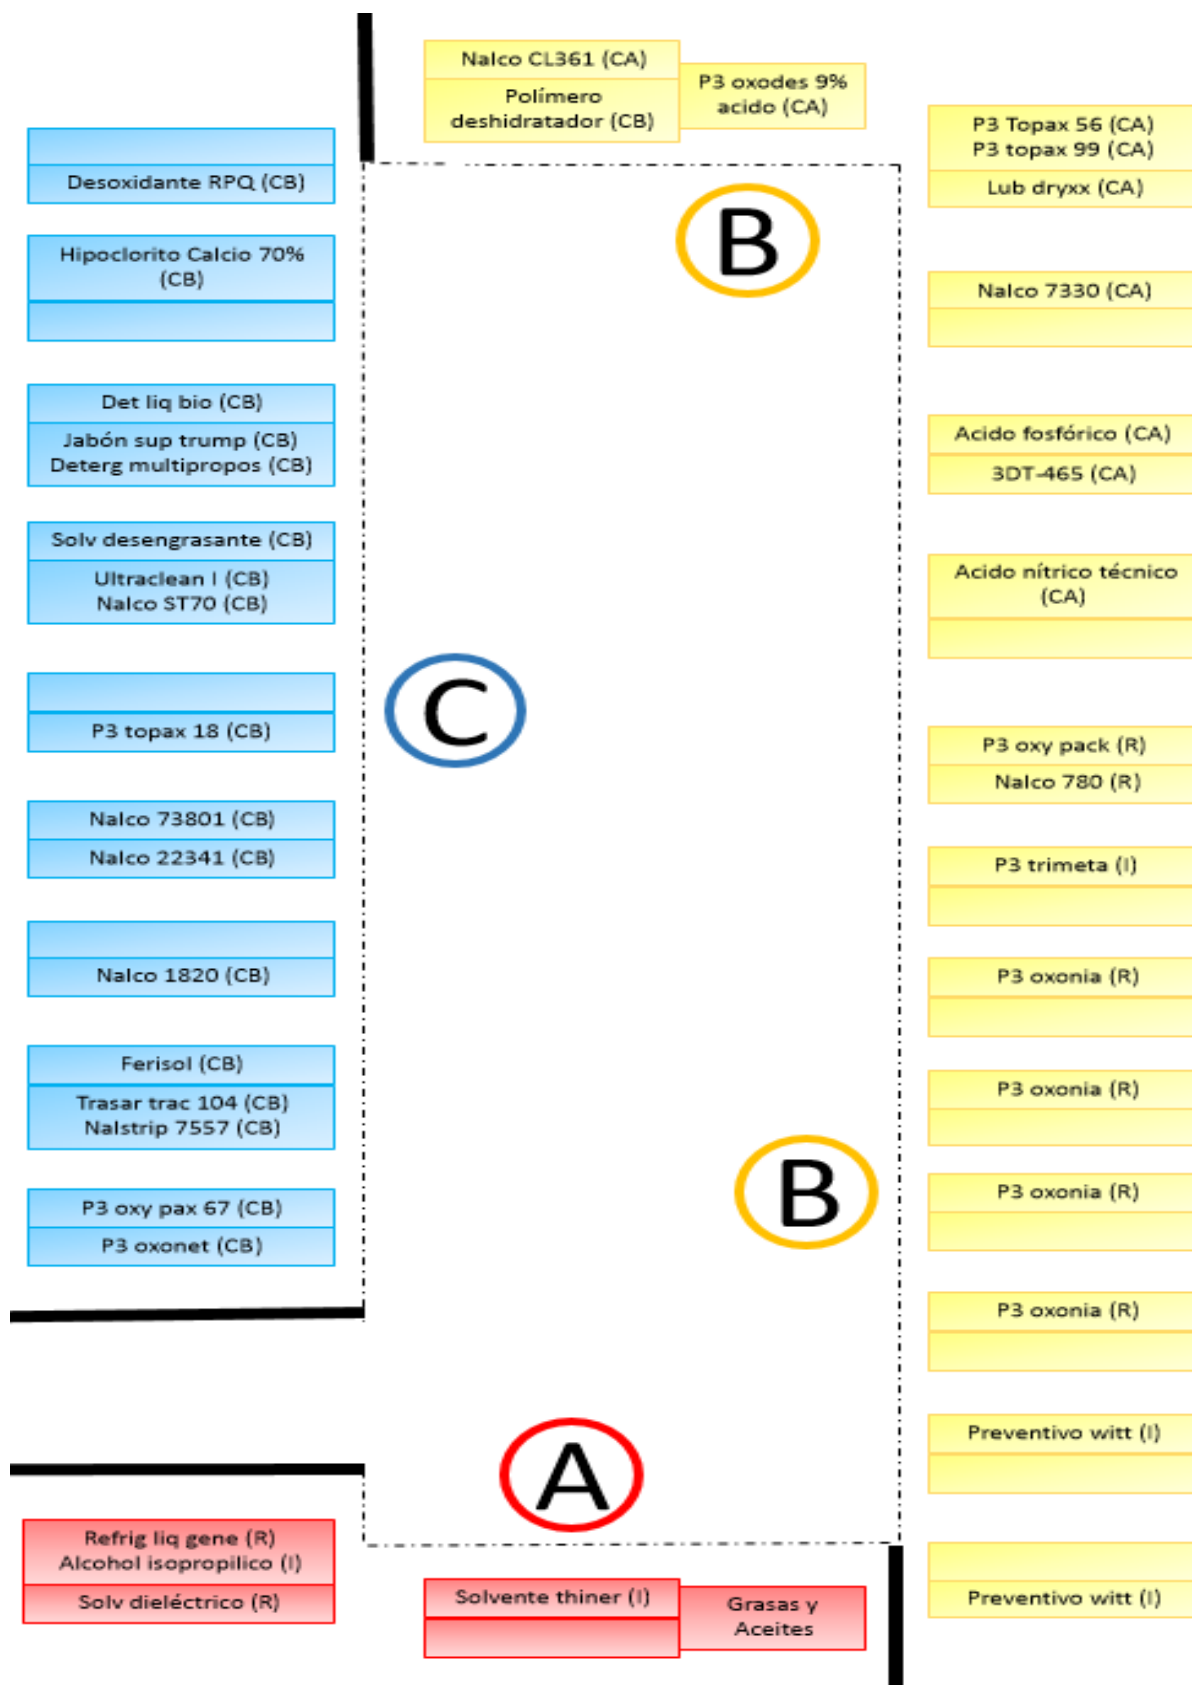 Nalco CL361 (CA)
Polímero
deshidratador (CB)
P3 oxodes 9%
acido (CA)
Desoxidante RPQ (CB)
Hipoclorito Calcio 70%
(CB)
Det liq bio (CB)
Jabón sup trump (CB)
Deterg multipropos (CB)
Solv desengrasante (CB)
Ultraclean I (CB)
Nalco ST70 (CB)
P3 topax 18 (CB)
Nalco 73801 (CB)
Nalco 22341 (CB)
Nalco 1820 (CB)
Ferisol (CB)
Trasar trac 104 (CB)
Nalstrip 7557 (CB)
P3 oxy pax 67 (CB)
P3 oxonet (CB)
B
C
B
A
P3 Topax 56 (CA)
P3 topax 99 (CA)
Lub dryxx (CA)
Nalco 7330 (CA)
Acido fosfórico (CA)
3DT-465 (CA)
Acido nítrico técnico
(CA)
P3 oxy pack (R)
Nalco 780 (R)
P3 trimeta (I)
P3 oxonia (R)
P3 oxonia (R)
P3 oxonia (R)
P3 oxonia (R)
Preventivo witt (I)
Preventivo witt (I)
Refrig liq gene (R)
Alcohol isopropilico (I)
Solv dieléctrico (R)
Solvente thiner (I)
Grasas y
Aceites